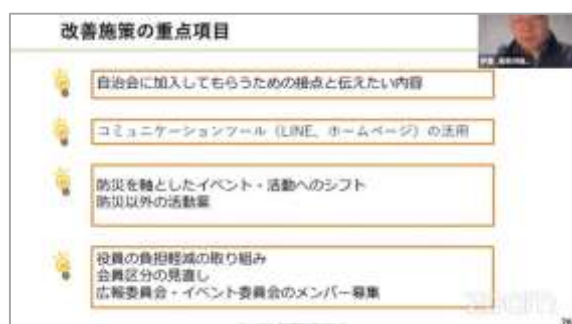 改善施策の重点項目
自治会に加入してもらうための接点と伝えたい内容
コミュニケーションツール（LINE、ホームページ）の活用
防災を軸としたイベント・活動へのシフト
防災以外の活動案
役員の負担軽減の取り組み
会員区分の見直し
広報委員会・イベント委員会のメンバー募集
zoom